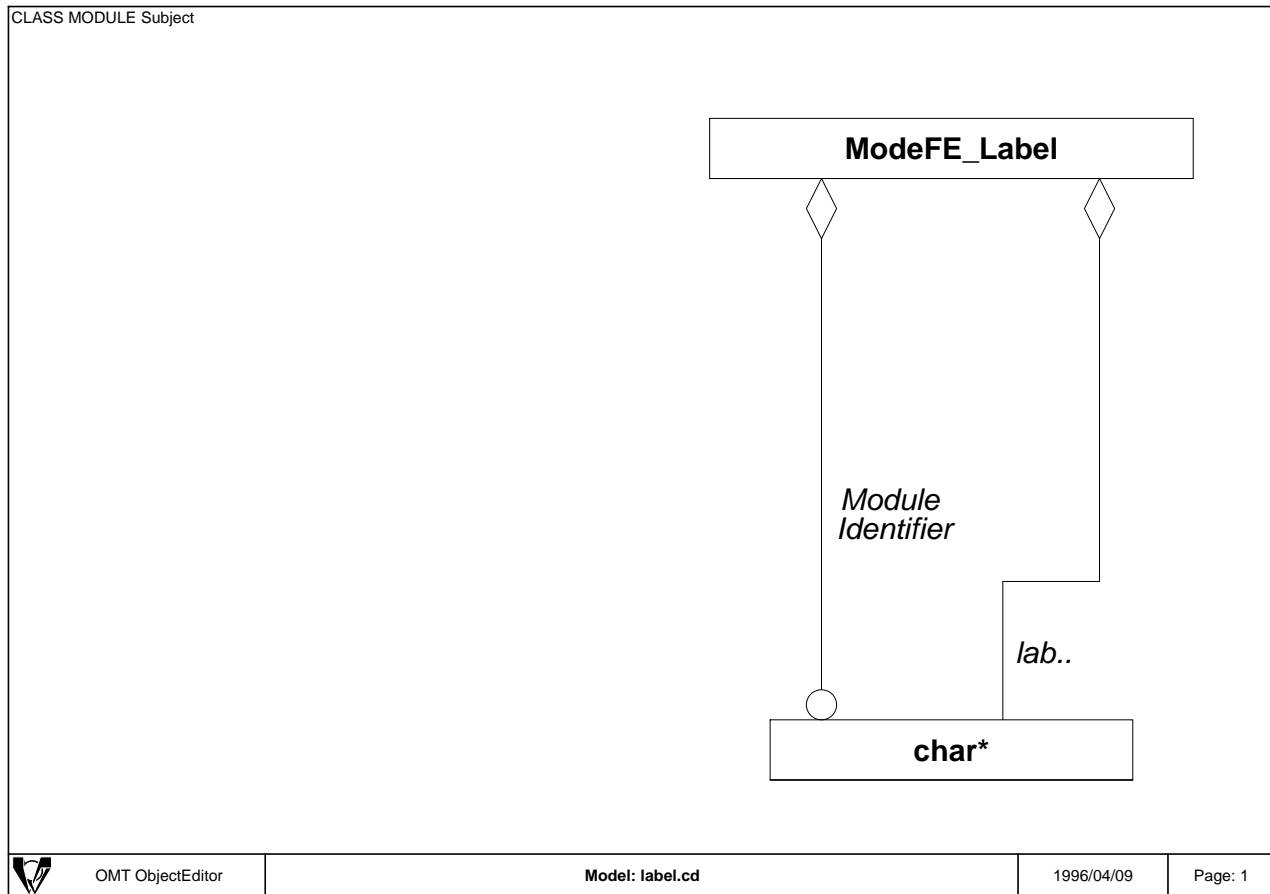 CLASS MODULE Subject
ModeFE_Label
Module
Identifier
lab..
char*
OMT ObjectEditor
Model: label.cd
1996/04/09
Page: 1